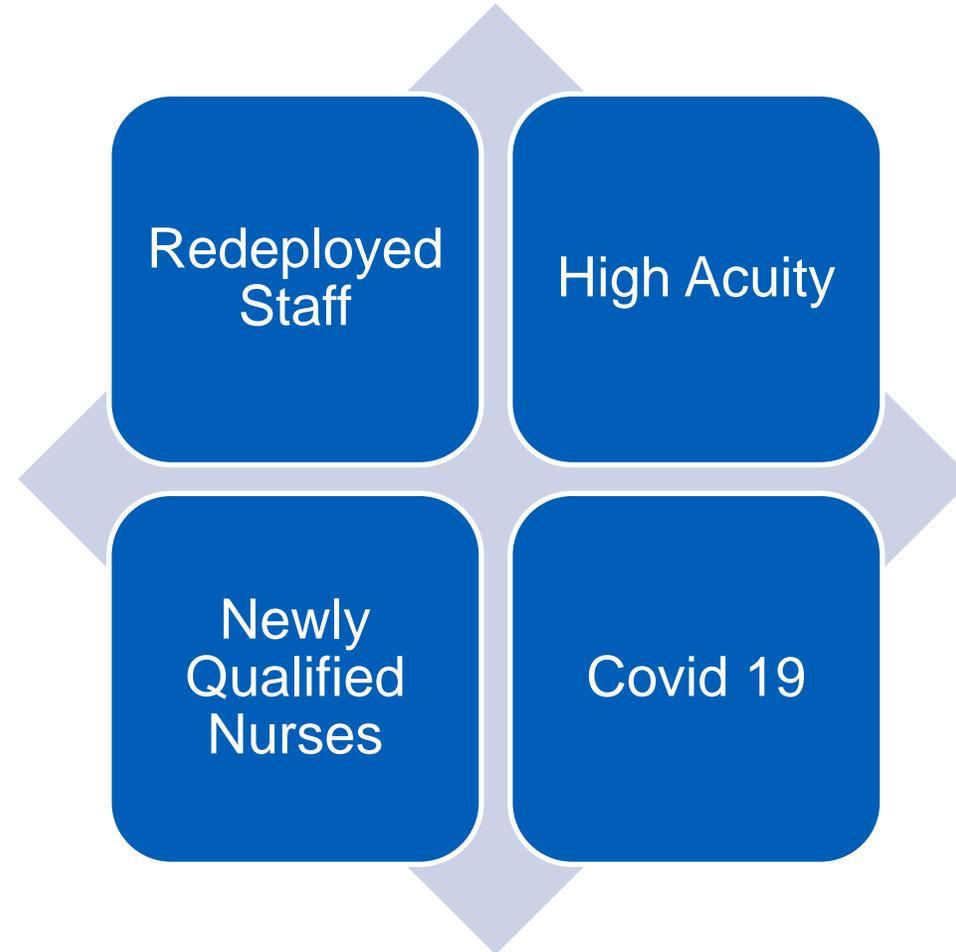 Redeployed
Staff
High Acuity
Newly
Qualified
Nurses
Covid 19